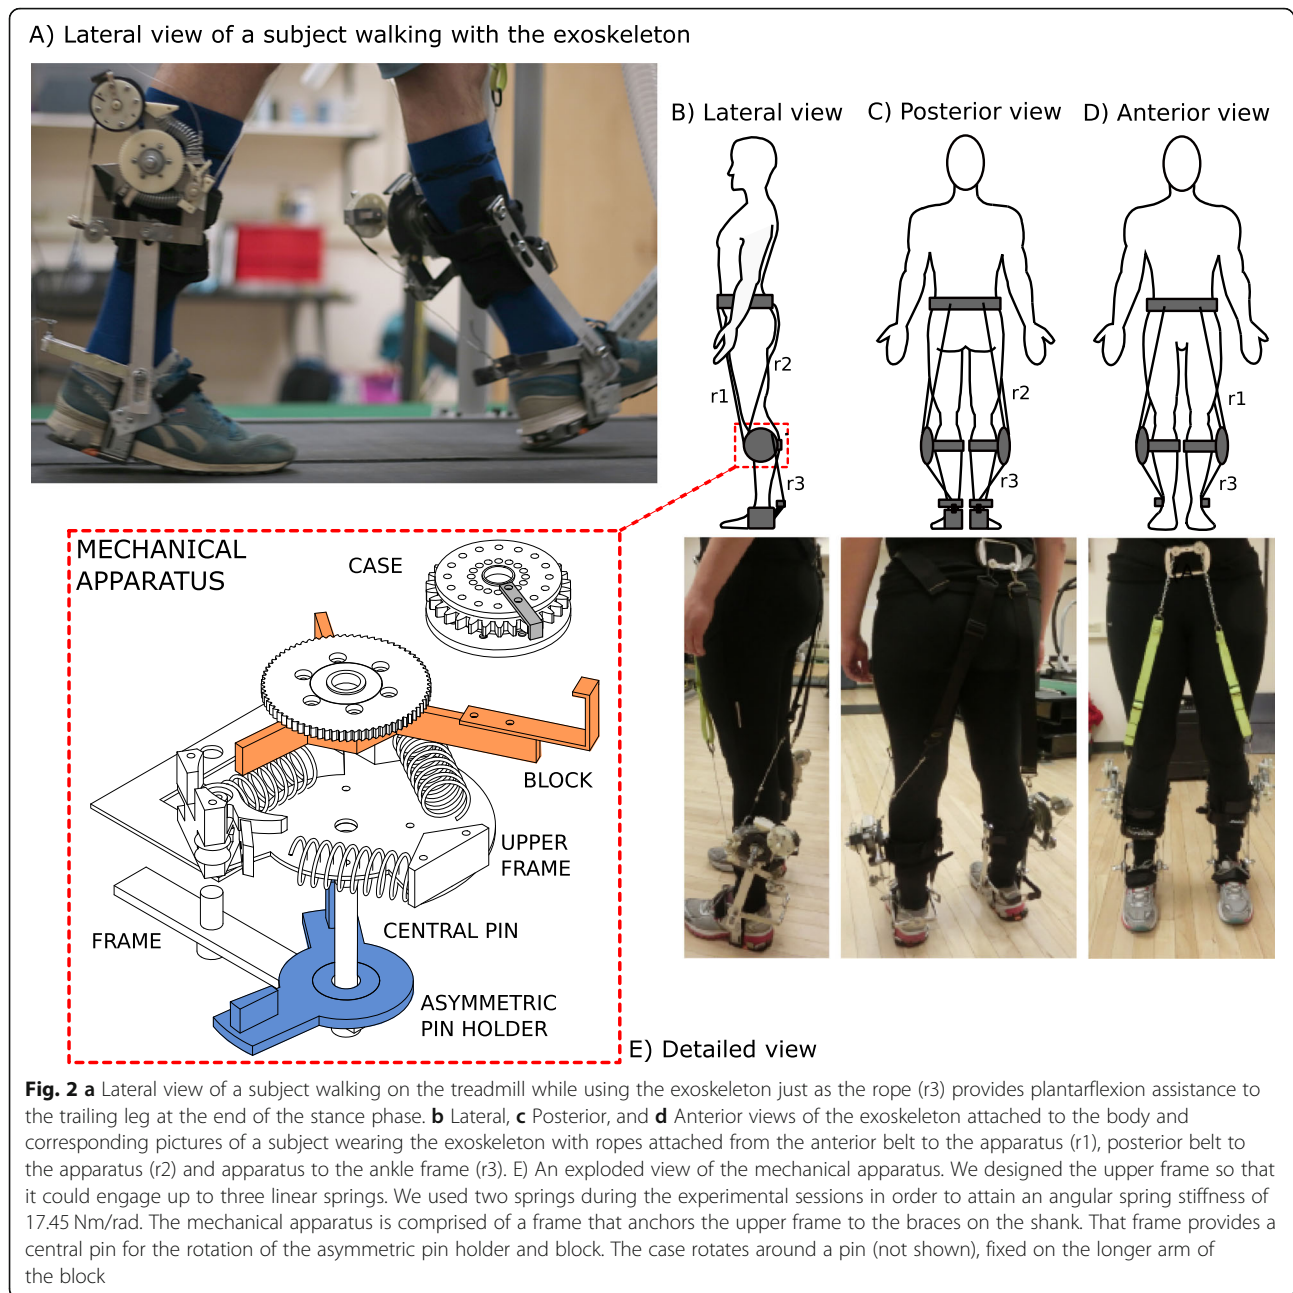 A) Lateral view of a subject walking with the exoskeleton
B) Lateral view
C) Posterior view
D) Anterior view
r1
r2
r3
r2
r3
r1
r3
MECHANICAL
APPARATUS
CASE
BLOCK
UPPER
FRAME
CENTRAL PIN
FRAME
ASYMMETRIC
PIN HOLDER
E) Detailed view
Fig. 2 a Lateral view of a subject walking on the treadmill while using the exoskeleton just as the rope (r3) provides plantarflexion assistance to
the trailing leg at the end of the stance phase. b Lateral, c Posterior, and d Anterior views of the exoskeleton attached to the body and
corresponding pictures of a subject wearing the exoskeleton with ropes attached from the anterior belt to the apparatus (r1), posterior belt to
the apparatus (r2) and apparatus to the ankle frame (r3). E) An exploded view of the mechanical apparatus. We designed the upper frame so that
it could engage up to three linear springs. We used two springs during the experimental sessions in order to attain an angular spring stiffness of
17.45 Nm/rad. The mechanical apparatus is comprised of a frame that anchors the upper frame to the braces on the shank. That frame provides a
central pin for the rotation of the asymmetric pin holder and block. The case rotates around a pin (not shown), fixed on the longer arm of
the block